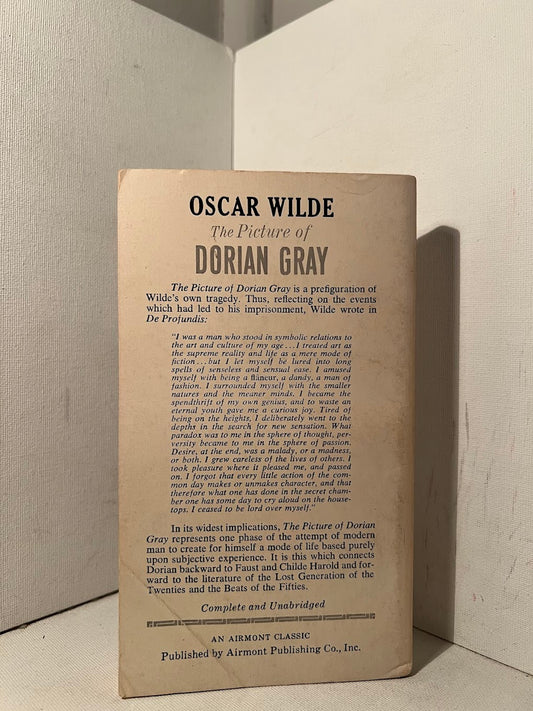 OSCAR WILDE
The Picture of
DORIAN GRAY
The Picture of Dorian Gray is a prefiguration of
Wilde's own tragedy. Thus, reflecting on the events
which had led to his imprisonment, Wilde wrote in
De Profundis:
"I was a man who stood in symbolic relations to
the art and culture of my age... I treated art as
the supreme reality and life as a mere mode of
fiction... but I let myself be lured into long
spells of senseless and sensual ease. I amused
myself with being a flâneur, a dandy, a man of
fashion. I surrounded myself with the smaller
natures and the meaner minds. I became the
spendthrift of my own genius, and to waste an
eternal youth gave me a curious joy. Tired of
being on the heights, I deliberately went to the
depths in the search for new sensation. What
paradox was to me in the sphere of thought, per-
versity became to me in the sphere of passion.
Desire, at the end, was a malady, or a madness,
or both. I grew careless of the lives of others. I
took pleasure where it pleased me, and passed
on. I forgot that every little action of the com-
mon day makes or unmakes character, and that
therefore what one has done in the secret cham-
ber one has some day to cry aloud on the house-
tops. I ceased to be lord over myself."
In its widest implications, The Picture of Dorian
Gray represents one phase of the attempt of modern
man to create for himself a mode of life based purely
upon subjective experience. It is this which connects
Dorian backward to Faust and Childe Harold and for-
ward to the literature of the Lost Generation of the
Twenties and the Beats of the Fifties.
Complete and Unabridged
AN AIRMONT CLASSIC
Published by Airmont Publishing Co., Inc.